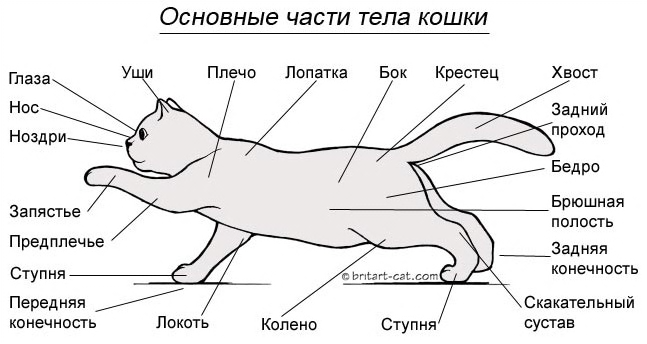 Основные части тела кошки
Уши
Плечо
Лопатка
Бок
Крестец
Хвост
Глаза
Нос
Ноздри
Задний
проход
Бедро
Запястье
Предплечье
Брюшная
полость
Задняя
конечность
Ступня
Передняя
конечность
Локоть
Колено
© britart-cat.com
Ступня
Скакательный
сустав